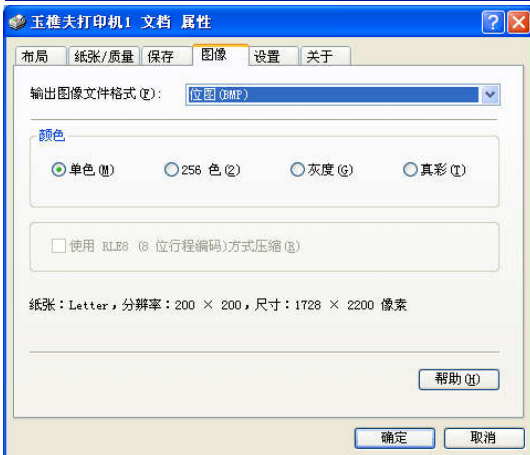 玉樵夫打印机1 文档 属性
布局 纸张/质量 保存 图像 设置 关于
输出图像文件格式(F): 位图(BMP)
颜色
单色(M) 256 色(2) 灰度(G) 真彩(T)
使用 RLE8 (8 位行程编码)方式压缩(R)
纸张:Letter,分辨率:200 × 200,尺寸:1728 × 2200 像素
帮助(H)
确定 取消